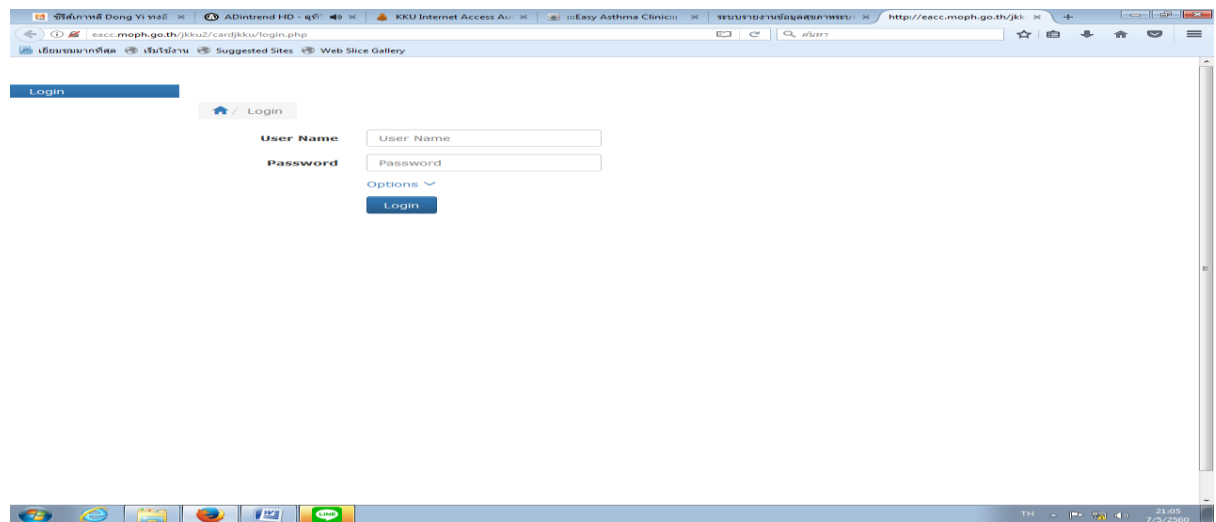 ซีรีส์เกาหลี Dong Yi ทงอี ADintrend HD - KKU Internet Access Au :::Easy Asthma Clinic::: ระบบรายงานข้อมูลสุขภาพระบ http://eacc.moph.go.th/jkk
eacc.moph.go.th/jkku2/cardjkku/login.php ค้นหา
เยี่ยมชมมากที่สุด เริ่มใช้งาน Suggested Sites Web Slice Gallery
Login
/ Login
User Name User Name
Password Password
Options
Login
LINE
TH 21:05
7/5/2560